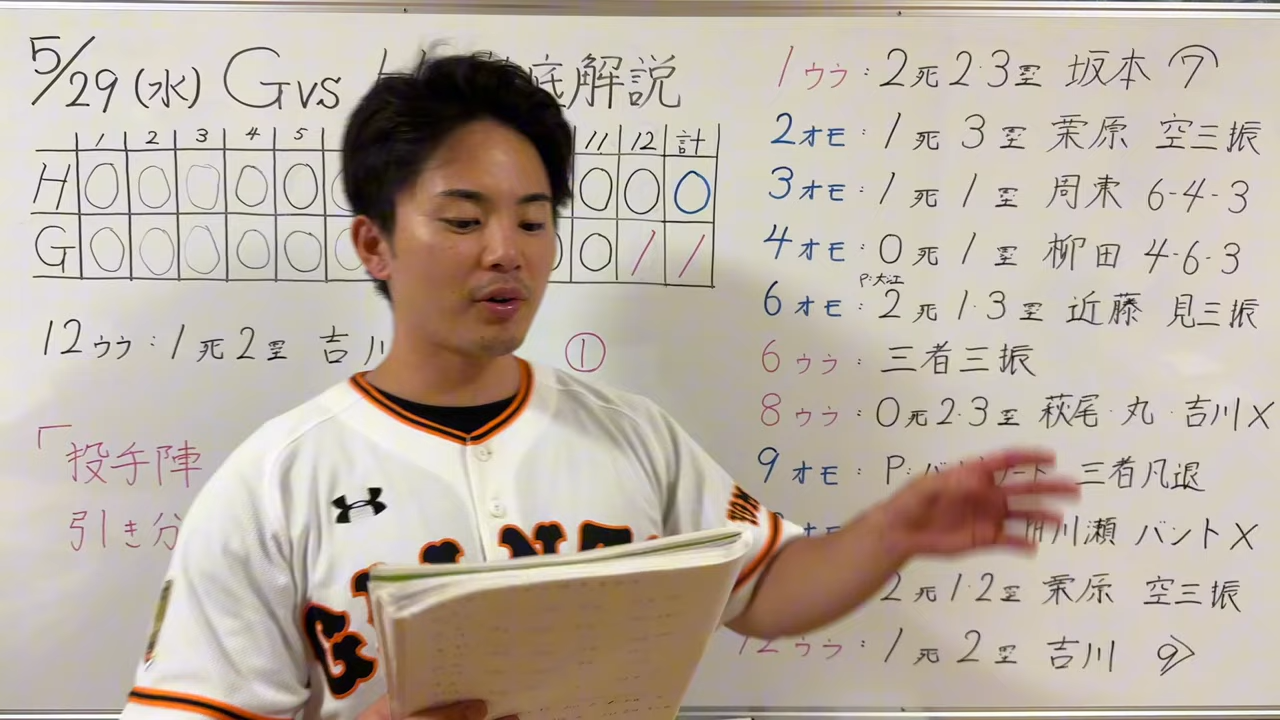 5/29(水) G vs H 底解説
1 2 3 4 5 11 12 計
H 0 0 0 0 0 0 0 0
G 0 0 0 0 0 0 1 1
12ウラ:1死2塁 吉川 ①
「投手陣
引き分
1ウラ:2死2・3塁 坂本 ⑦
2オモ:1死3塁 栗原 空三振
3オモ:1死1塁 周東 6-4-3
4オモ:0死1塁 柳田 4-6-3
P:大江
6オモ:2死1・3塁 近藤 見三振
6ウラ:三者三振
8ウラ:0死2・3塁 萩尾・丸・吉川X
9オモ:P: 三者凡退
川瀬 バントX
2死1・2塁 栗原 空三振
12ウラ:1死2塁 吉川 9>
GIANTS